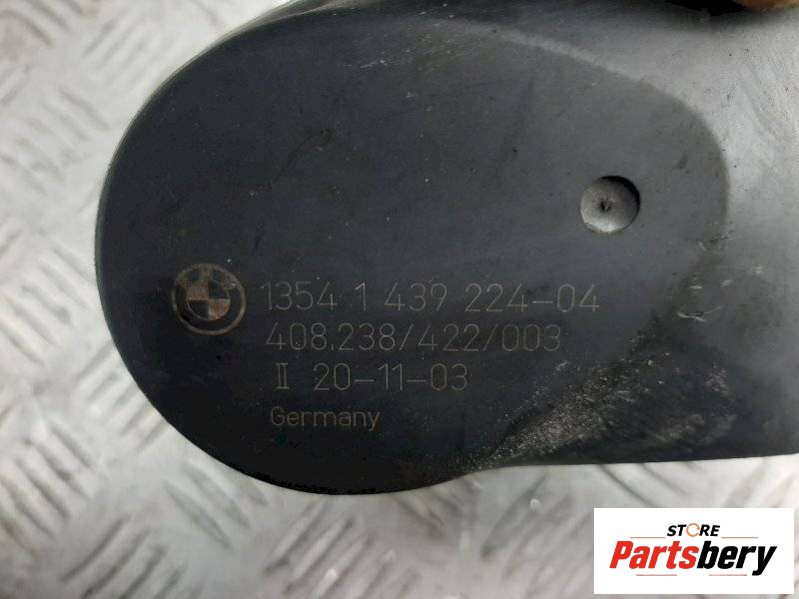 1354 1 439 224-04
408.238/422/003
II 20-11-03
Germany
STORE
Partsbery